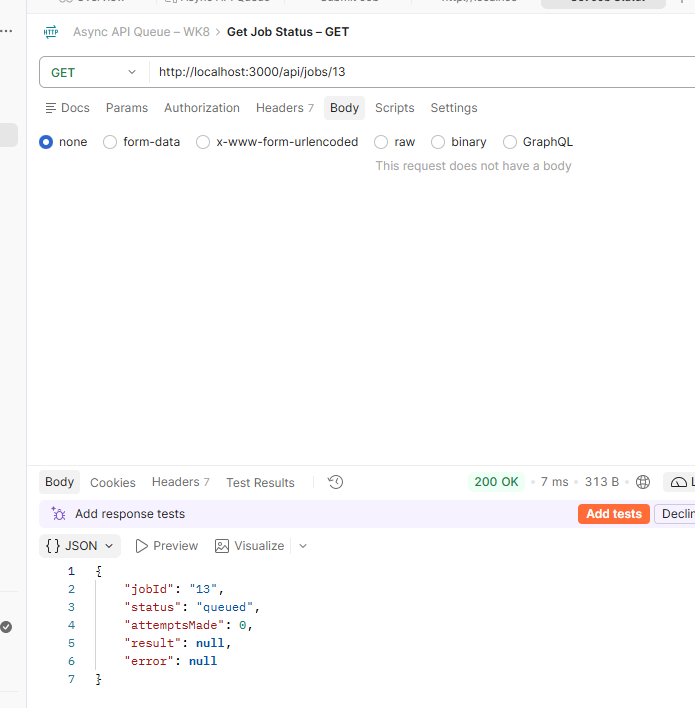 Async API Queue – WK8 > Get Job Status – GET
GET http://localhost:3000/api/jobs/13
Docs Params Authorization Headers 7 Body Scripts Settings
none form-data x-www-form-urlencoded raw binary GraphQL
This request does not have a body
Body Cookies Headers 7 Test Results 200 OK • 7 ms • 313 B
Add response tests Add tests Declin
{} JSON Preview Visualize
1 {
2 "jobId": "13",
3 "status": "queued",
4 "attemptsMade": 0,
5 "result": null,
6 "error": null
7 }